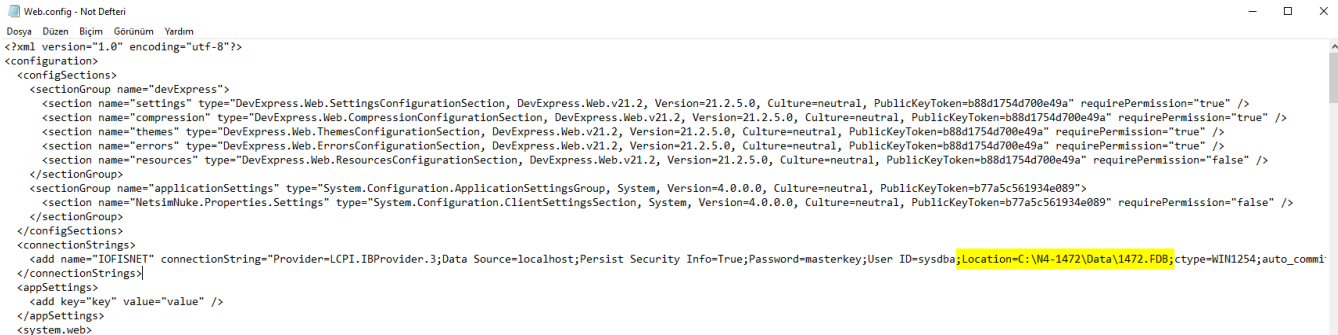 Web.config - Not Defteri
Dosya Düzen Biçim Görünüm Yardım
<?xml version="1.0" encoding="utf-8"?>
<configuration>
  <configSections>
    <sectionGroup name="devExpress">
      <section name="settings" type="DevExpress.Web.SettingsConfigurationSection, DevExpress.Web.v21.2, Version=21.2.5.0, Culture=neutral, PublicKeyToken=b88d1754d700e49a" requirePermission="true" />
      <section name="compression" type="DevExpress.Web.CompressionConfigurationSection, DevExpress.Web.v21.2, Version=21.2.5.0, Culture=neutral, PublicKeyToken=b88d1754d700e49a" requirePermission="true" />
      <section name="themes" type="DevExpress.Web.ThemesConfigurationSection, DevExpress.Web.v21.2, Version=21.2.5.0, Culture=neutral, PublicKeyToken=b88d1754d700e49a" requirePermission="true" />
      <section name="errors" type="DevExpress.Web.ErrorsConfigurationSection, DevExpress.Web.v21.2, Version=21.2.5.0, Culture=neutral, PublicKeyToken=b88d1754d700e49a" requirePermission="true" />
      <section name="resources" type="DevExpress.Web.ResourcesConfigurationSection, DevExpress.Web.v21.2, Version=21.2.5.0, Culture=neutral, PublicKeyToken=b88d1754d700e49a" requirePermission="false" />
    </sectionGroup>
    <sectionGroup name="applicationSettings" type="System.Configuration.ApplicationSettingsGroup, System, Version=4.0.0.0, Culture=neutral, PublicKeyToken=b77a5c561934e089">
      <section name="NetsimNuke.Properties.Settings" type="System.Configuration.ClientSettingsSection, System, Version=4.0.0.0, Culture=neutral, PublicKeyToken=b77a5c561934e089" requirePermission="false" />
    </sectionGroup>
  </configSections>
  <connectionStrings>
    <add name="IOFISNET" connectionString="Provider=LCPI.IBProvider.3;Data Source=localhost;Persist Security Info=True;Password=masterkey;User ID=sysdba;Location=C:\N4-1472\Data\1472.FDB;ctype=WIN1254;auto_commi
  </connectionStrings>
  <appSettings>
    <add key="key" value="value" />
  </appSettings>
  <system.web>